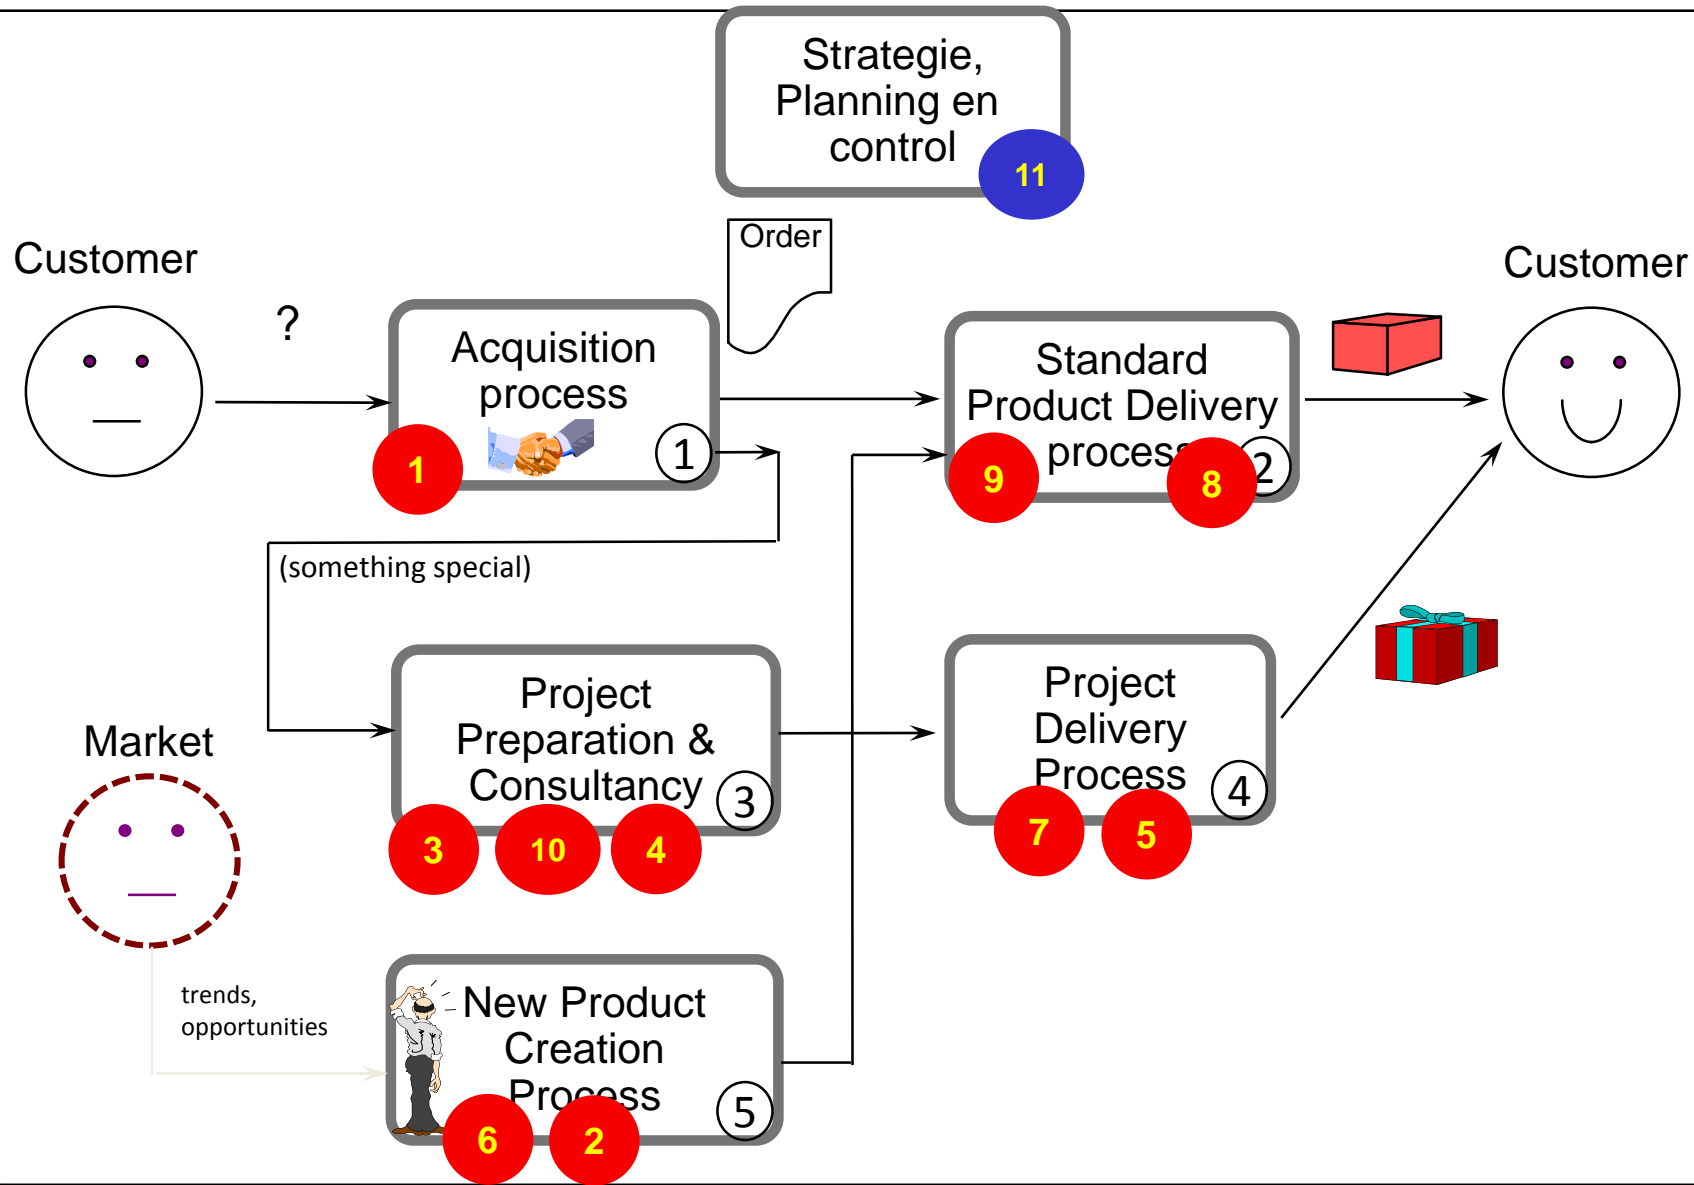 Strategie,
Planning en
control
11
Order
Customer
?
Acquisition
process
1
1
Standard
Product Delivery
process
9
8
2
Customer
(something special)
Project
Preparation &
Consultancy
3
3
10
4
Project
Delivery
Process
4
7
5
Market
trends,
opportunities
New Product
Creation
Process
5
6
2